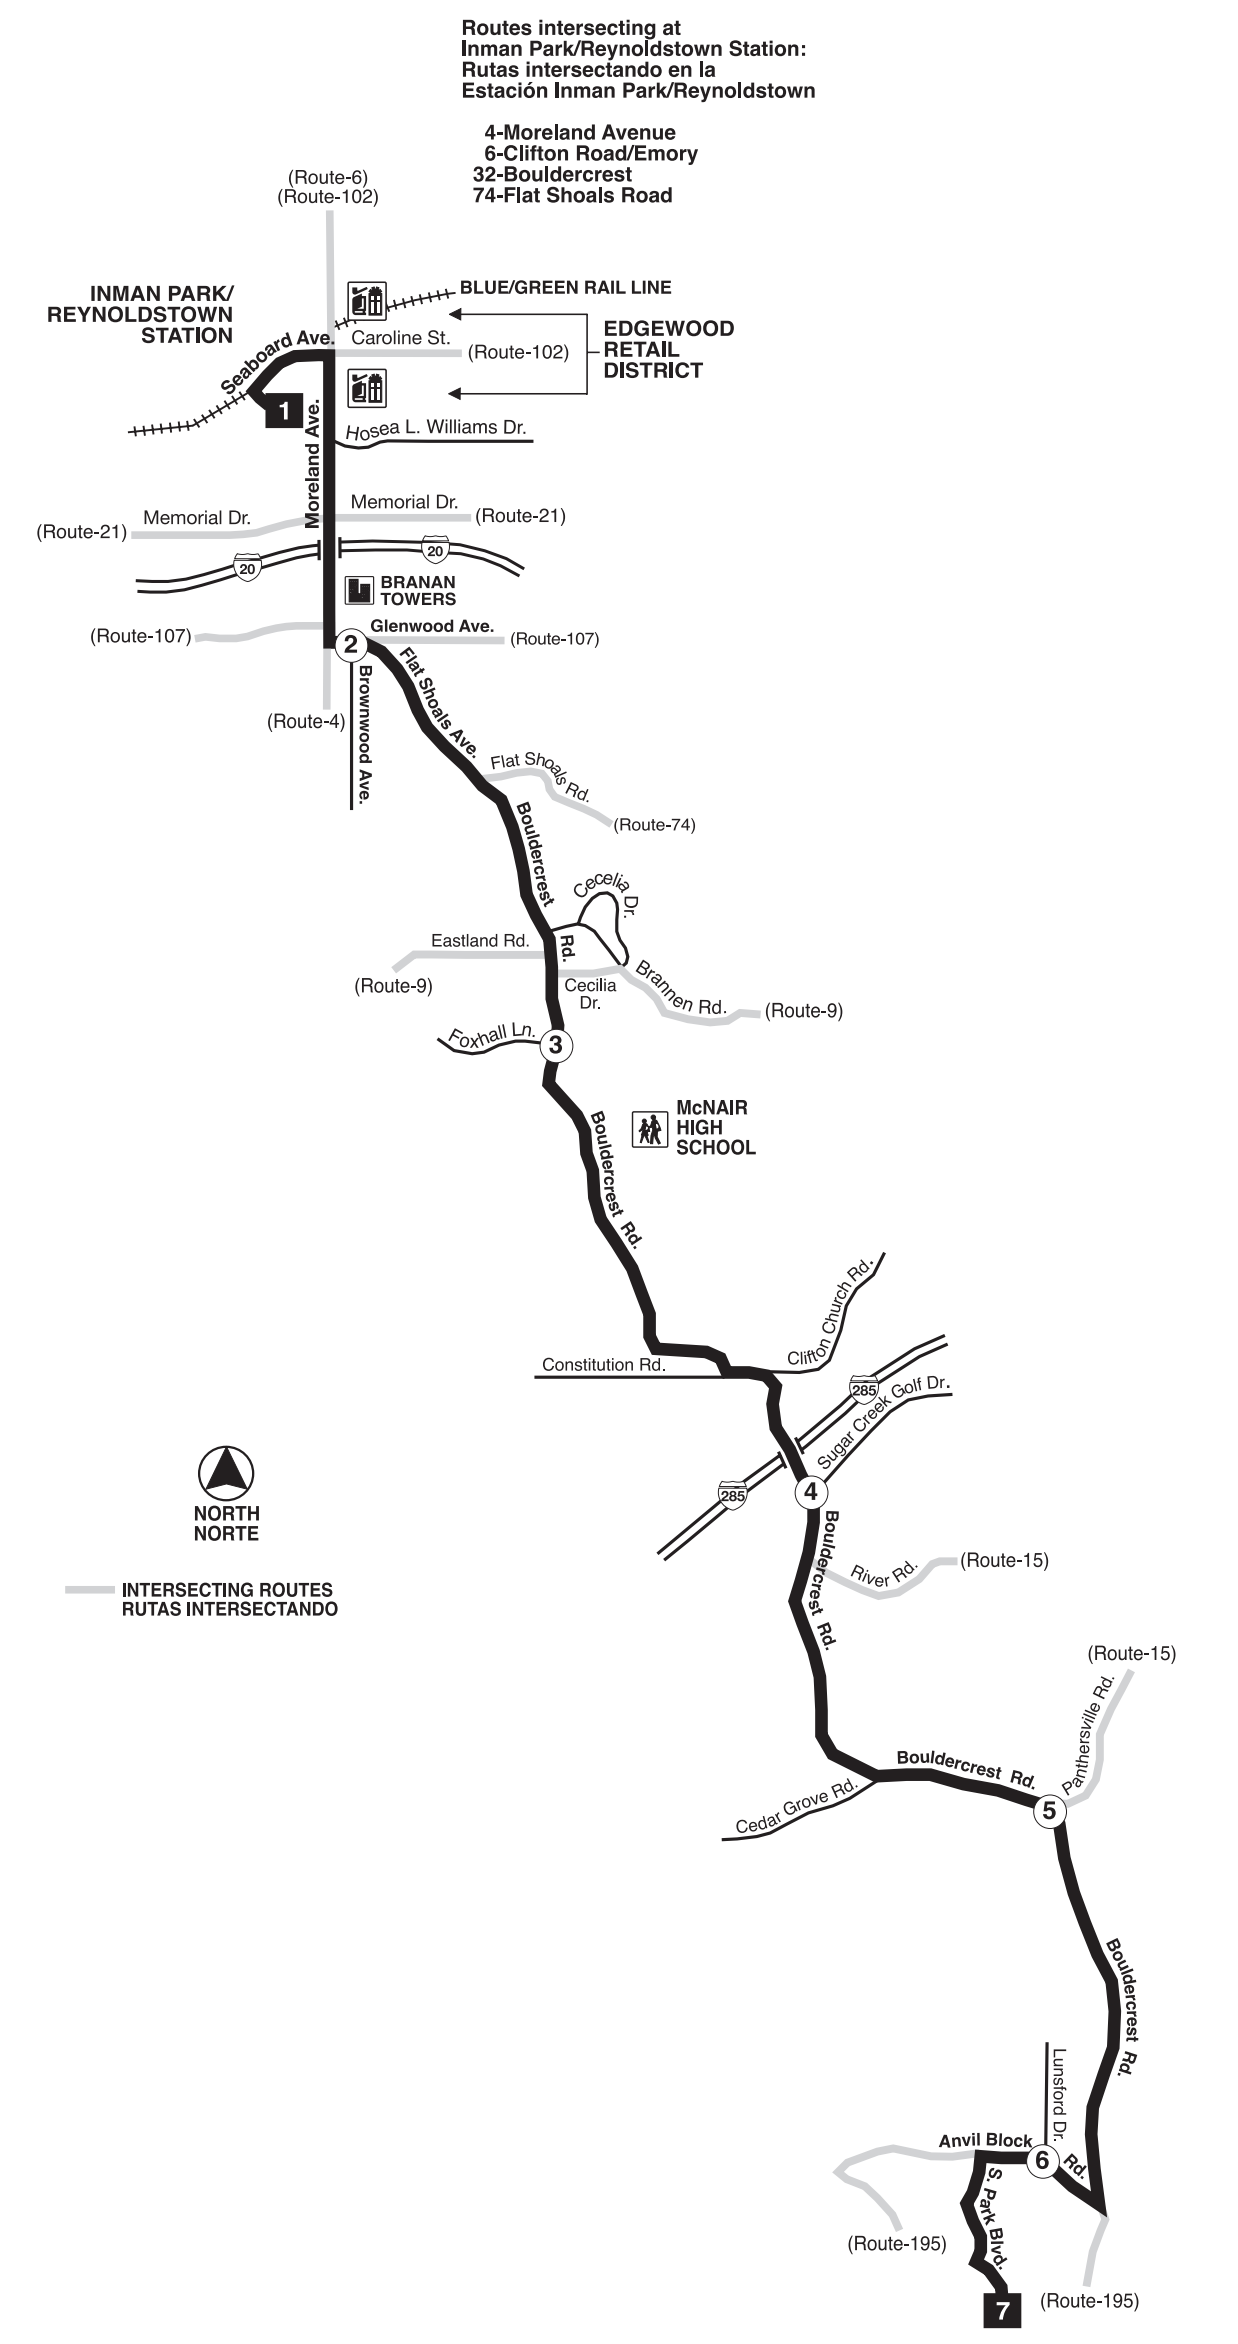 Routes intersecting at
Inman Park/Reynoldstown Station:
Rutas intersectando en la
Estación Inman Park/Reynoldstown
4-Moreland Avenue
6-Clifton Road/Emory
32-Bouldercrest
74-Flat Shoals Road
(Route-6)
(Route-102)
INMAN PARK/
REYNOLDSTOWN
STATION
BLUE/GREEN RAIL LINE
EDGEWOOD
RETAIL
DISTRICT
Seaboard Ave.
Caroline St.
(Route-102)
1
Moreland Ave.
Hosea L. Williams Dr.
(Route-21)
Memorial Dr.
Memorial Dr.
(Route-21)
20
20
BRANAN
TOWERS
(Route-107)
2
Glenwood Ave.
(Route-107)
(Route-4)
Brownwood Ave.
Flat Shoals Ave.
Flat Shoals Rd.
(Route-74)
Bouldercrest
Rd.
Cecelia Dr.
Eastland Rd.
(Route-9)
Cecilia
Dr.
Brannen Rd.
(Route-9)
Foxhall Ln.
3
McNAIR
HIGH
SCHOOL
Bouldercrest Rd.
Clifton Church Rd.
Constitution Rd.
285
Sugar Creek Golf Dr.
285
4
NORTH
NORTE
INTERSECTING ROUTES
RUTAS INTERSECTANDO
Bouldercrest Rd.
River Rd.
(Route-15)
(Route-15)
Panthersville Rd.
Bouldercrest Rd.
Cedar Grove Rd.
5
Bouldercrest Rd.
Lunsford Dr.
Anvil Block
6
Rd.
S. Park Blvd.
(Route-195)
(Route-195)
7